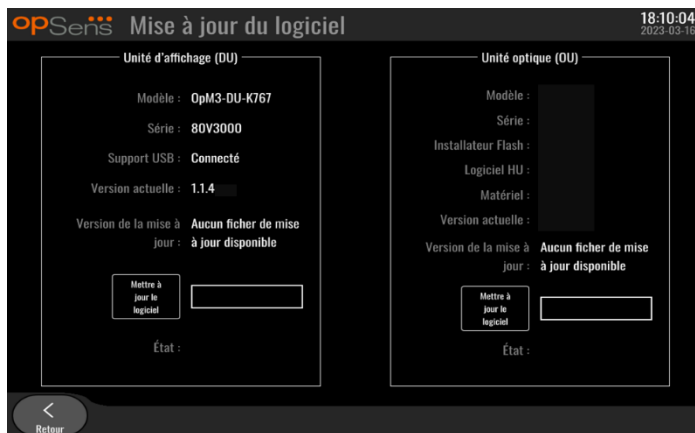 opSens Mise à jour du logiciel
18:10:04
2023-03-16
Unité d'affichage (DU)
Modèle : OpM3-DU-K767
Série : 80V3000
Support USB : Connecté
Version actuelle : 1.1.4
Version de la mise à Aucun ficher de mise
jour : à jour disponible
Mettre à
jour le
logiciel
État :
Unité optique (OU)
Modèle :
Série :
Installateur Flash :
Logiciel HU :
Matériel :
Version actuelle :
Version de la mise à Aucun ficher de mise
jour : à jour disponible
Mettre à
jour le
logiciel
État :
Retour